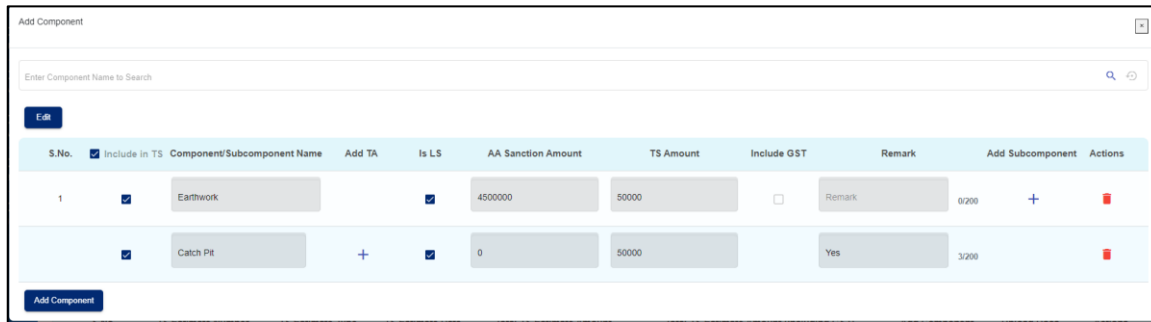 Add Component
x
Enter Component Name to Search
Edit
S.No. Include in TS Component/Subcomponent Name Add TA Is LS AA Sanction Amount TS Amount Include GST Remark Add Subcomponent Actions
1 Earthwork 4500000 50000 Remark 0/200 +
Catch Pit + 0 50000 Yes 3/200
Add Component